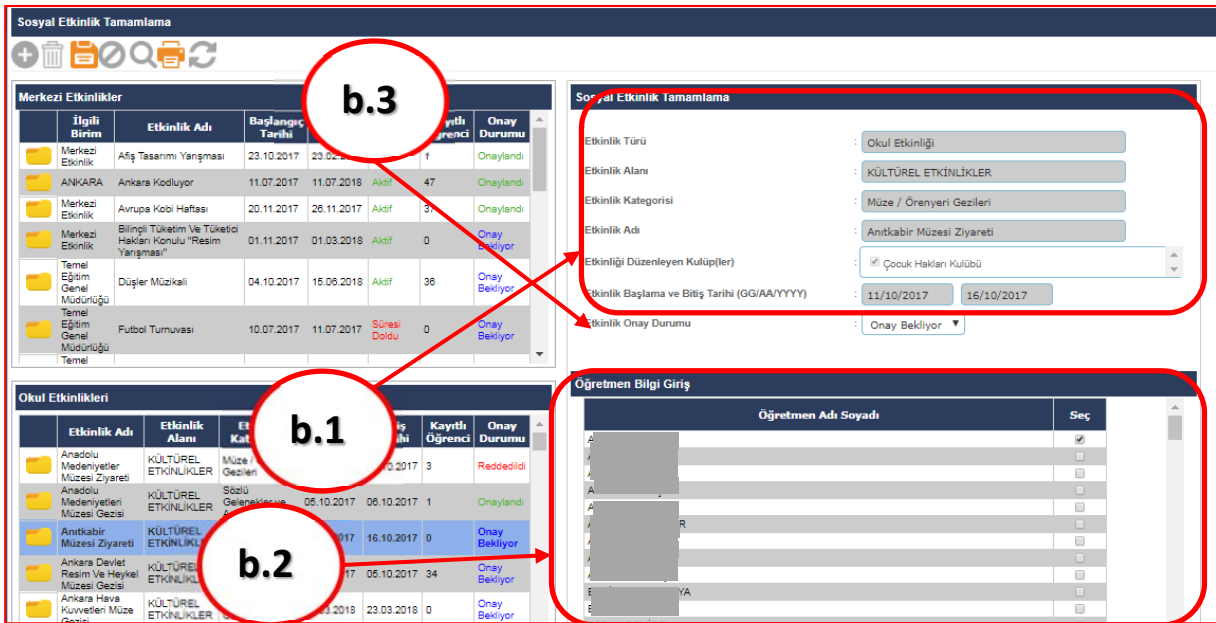 Sosyal Etkinlik Tamamlama
Merkezi Etkinlikler
İlgili Birim Etkinlik Adı Başlangıç Tarihi Onay Durumu
Merkezi Etkinlik Afiş Tasarımı Yarışması 23.10.2017 1 Onaylandı
ANKARA Ankara Kodluyor 11.07.2017 11.07.2018 Aktif 47 Onaylandı
Merkezi Etkinlik Avrupa Kobi Haftası 20.11.2017 26.11.2017 Aktif 37 Onaylandı
Merkezi Etkinlik Bilinçli Tüketim Ve Tüketici Hakları Konulu "Resim Yarışması" 01.11.2017 01.03.2018 Aktif 0 Onay Bekliyor
Temel Eğitim Genel Müdürlüğü Düşler Müzikali 04.10.2017 15.06.2018 Aktif 36 Onay Bekliyor
Temel Eğitim Genel Müdürlüğü Futbol Turnuvası 10.07.2017 11.07.2017 Süresi Doldu 0 Onay Bekliyor
Temel
b.3
Sosyal Etkinlik Tamamlama
Etkinlik Türü : Okul Etkinliği
Etkinlik Alanı : KÜLTÜREL ETKİNLİKLER
Etkinlik Kategorisi : Müze / Örenyeri Gezileri
Etkinlik Adı : Anıtkabir Müzesi Ziyareti
Etkinliği Düzenleyen Kulüp(ler) : Çocuk Hakları Kulübü
Etkinlik Başlama ve Bitiş Tarihi (GG/AA/YYYY) : 11/10/2017 16/10/2017
Etkinlik Onay Durumu : Onay Bekliyor
Okul Etkinlikleri
Etkinlik Adı Etkinlik Alanı Kayıtlı Öğrenci Onay Durumu
Anadolu Medeniyetler Müzesi Ziyareti KÜLTÜREL ETKİNLİKLER Müze / Gezileri 3 Reddedildi
Anadolu Medeniyetleri Müzesi Gezisi KÜLTÜREL ETKİNLİKLER Sözlü Gelenekler ve 05.10.2017 06.10.2017 1 Onaylandı
Anıtkabir Müzesi Ziyareti KÜLTÜREL 16.10.2017 0 Onay Bekliyor
Ankara Devlet Resim Ve Heykel Müzesi Gezisi 05.10.2017 34 Onay Bekliyor
Ankara Hava Kuvvetleri Müze Gezisi KÜLTÜREL ETKİNLİKLER 23.03.2018 0 Onay Bekliyor
b.1
b.2
Öğretmen Bilgi Giriş
Öğretmen Adı Soyadı Seç